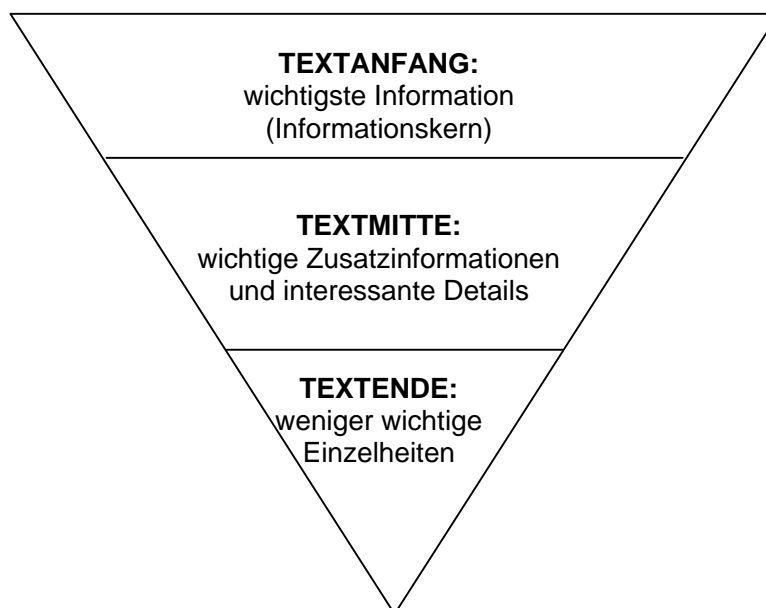 TEXTANFANG:
wichtigste Information
(Informationskern)
TEXTMITTE:
wichtige Zusatzinformationen
und interessante Details
TEXTENDE:
weniger wichtige
Einzelheiten